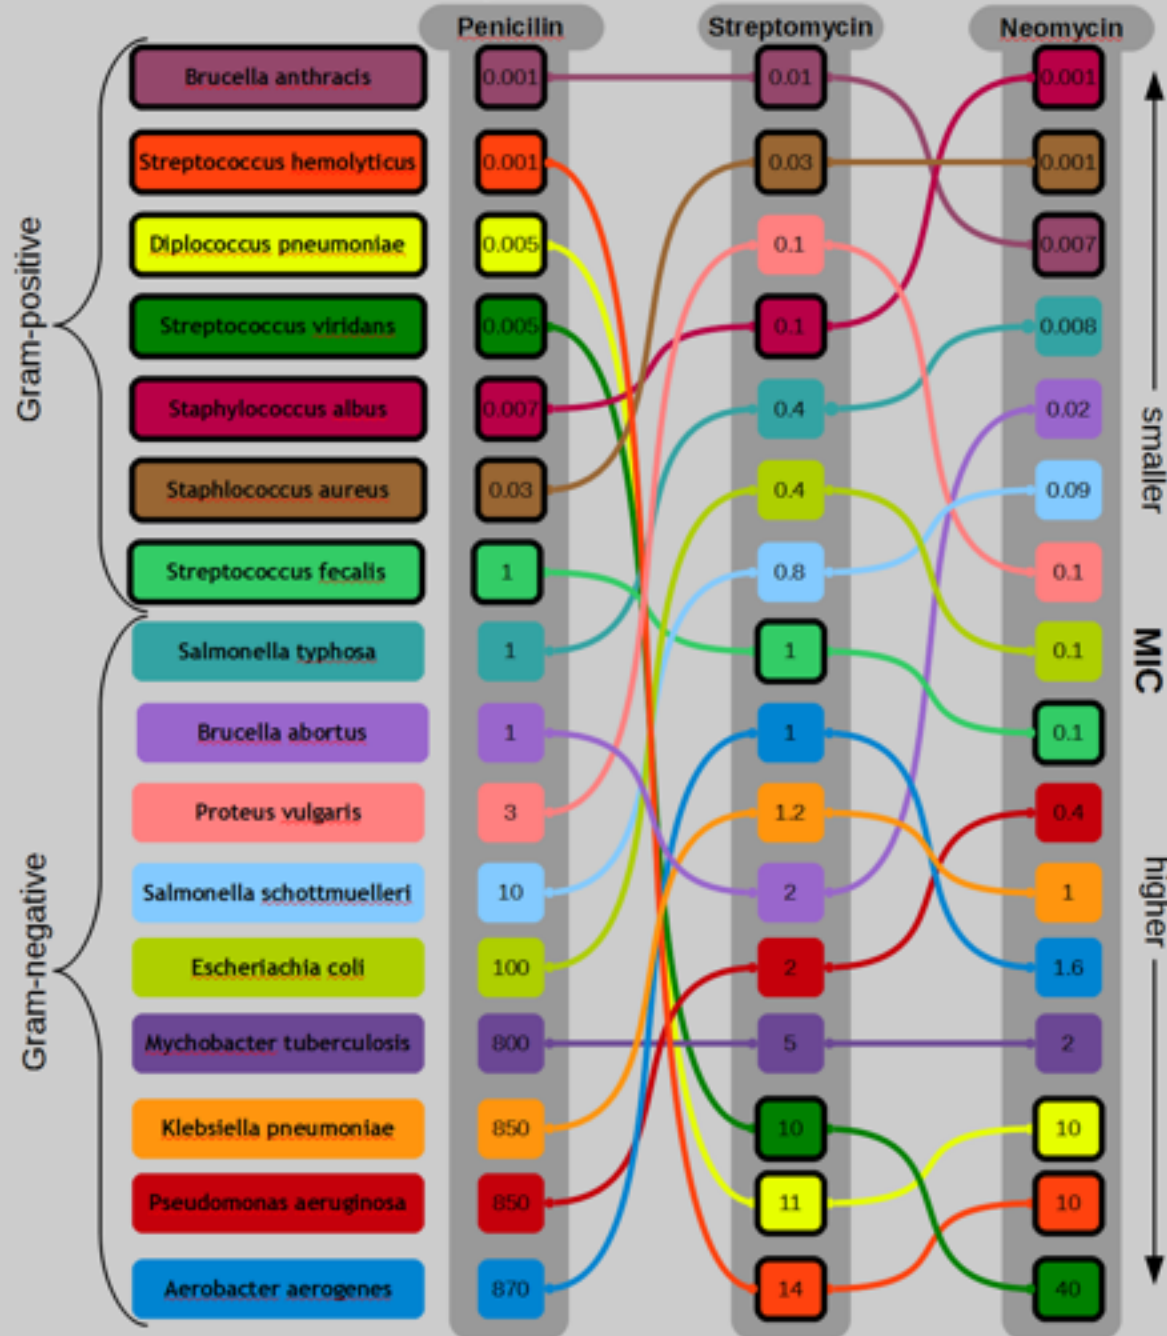 Penicilin Streptomycin Neomycin
Brucella anthracis 0.001 0.01 0.001
Streptococcus hemolyticus 0.001 0.03 0.001
Diplococcus pneumoniae 0.005 0.1 0.007
Streptococcus viridans 0.005 0.1 0.008
Staphylococcus albus 0.007 0.4 0.02
Staphlococcus aureus 0.03 0.4 0.09
Streptococcus fecalis 1 0.8 0.1
Salmonella typhosa 1 1 0.1
Brucella abortus 1 1 0.1
Proteus vulgaris 3 1.2 0.4
Salmonella schottmuelleri 10 2 1
Escheriachia coli 100 2 1.6
Mychobacter tuberculosis 800 5 2
Klebsiella pneumoniae 850 10 10
Pseudomonas aeruginosa 850 11 10
Aerobacter aerogenes 870 14 40
Gram-positive
Gram-negative
smaller
MIC
higher